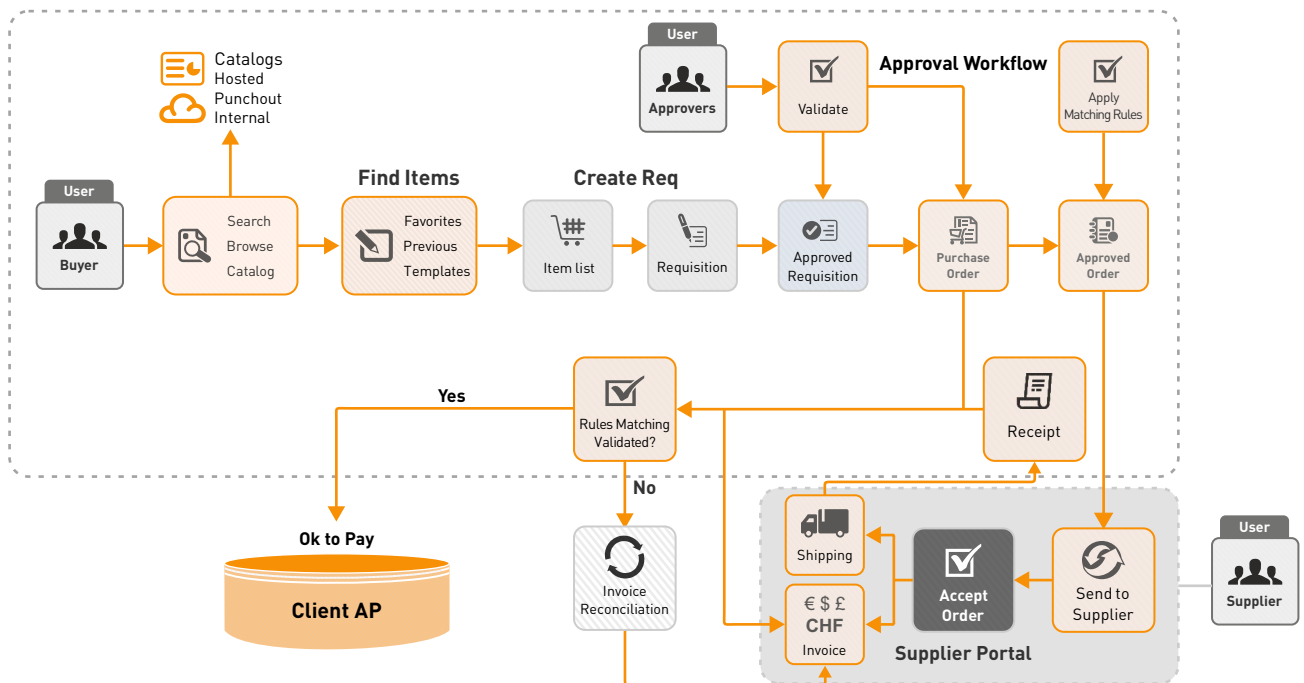 Catalogs
Hosted
Punchout
Internal
User
Approvers
Validate
Approval Workflow
Apply
Matching Rules
User
Buyer
Search
Browse
Catalog
Find Items
Favorites
Previous
Templates
Create Req
Item list
Requisition
Approved
Requisition
Purchase
Order
Approved
Order
Yes
Rules Matching
Validated?
Receipt
No
Ok to Pay
Client AP
Invoice
Reconciliation
Shipping
€ $ £
CHF
Invoice
Accept
Order
Send to
Supplier
Supplier Portal
User
Supplier